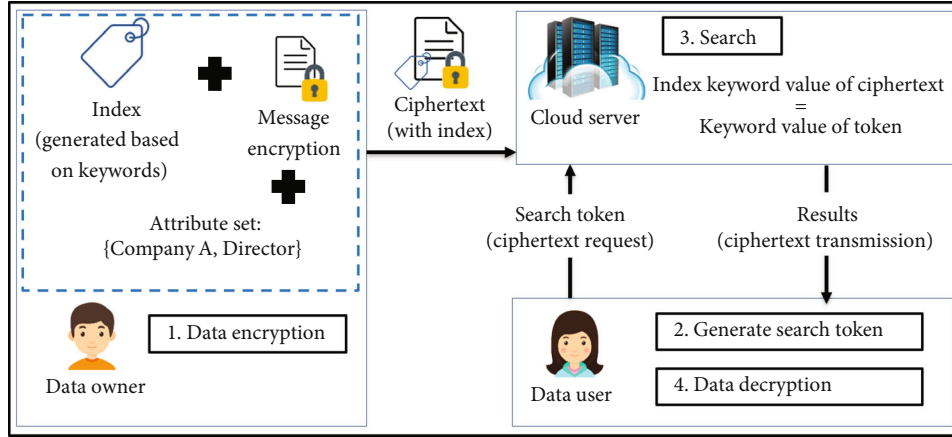 Index
(generated based
on keywords)
Message
encryption
Attribute set:
{Company A, Director}
1. Data encryption
Data owner
Ciphertext
(with index)
Cloud server
3. Search
Index keyword value of ciphertext
=
Keyword value of token
Search token
(ciphertext request)
Results
(ciphertext transmission)
Data user
2. Generate search token
4. Data decryption